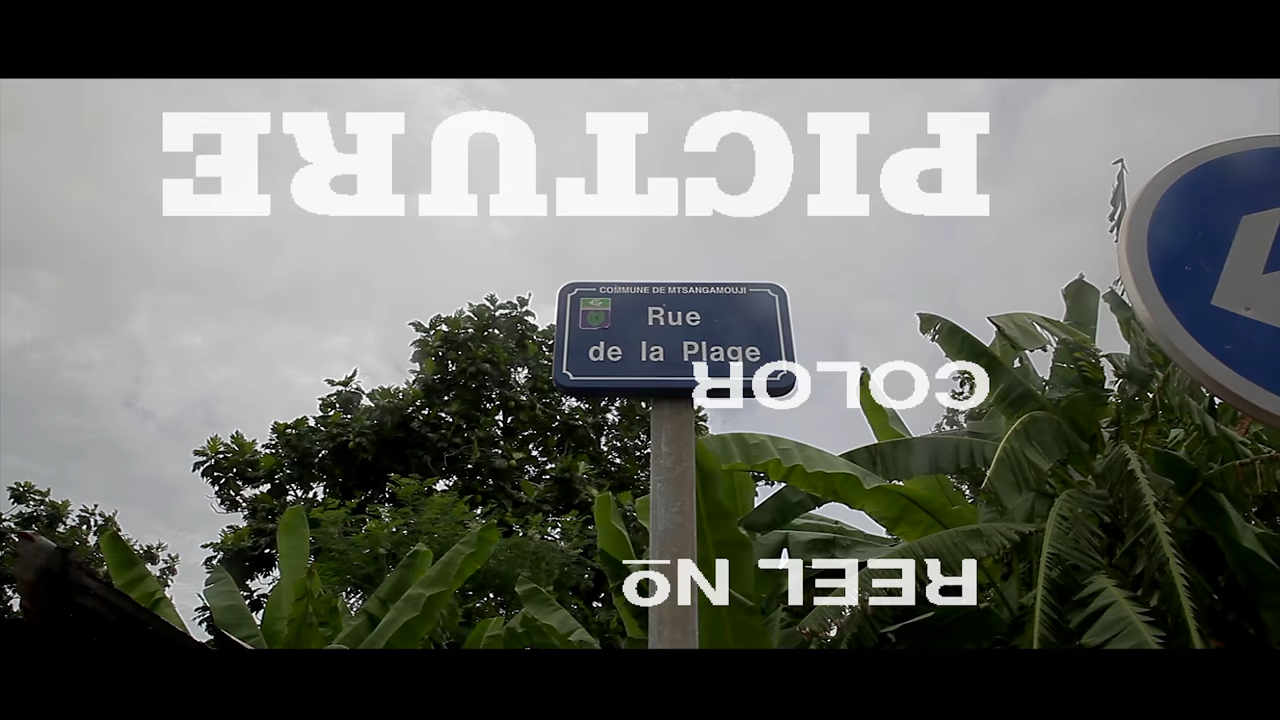 PICTURE
COMMUNE DE MTSANGAMOUJI
Rue
de la Plage
COLOR
REEL Nº